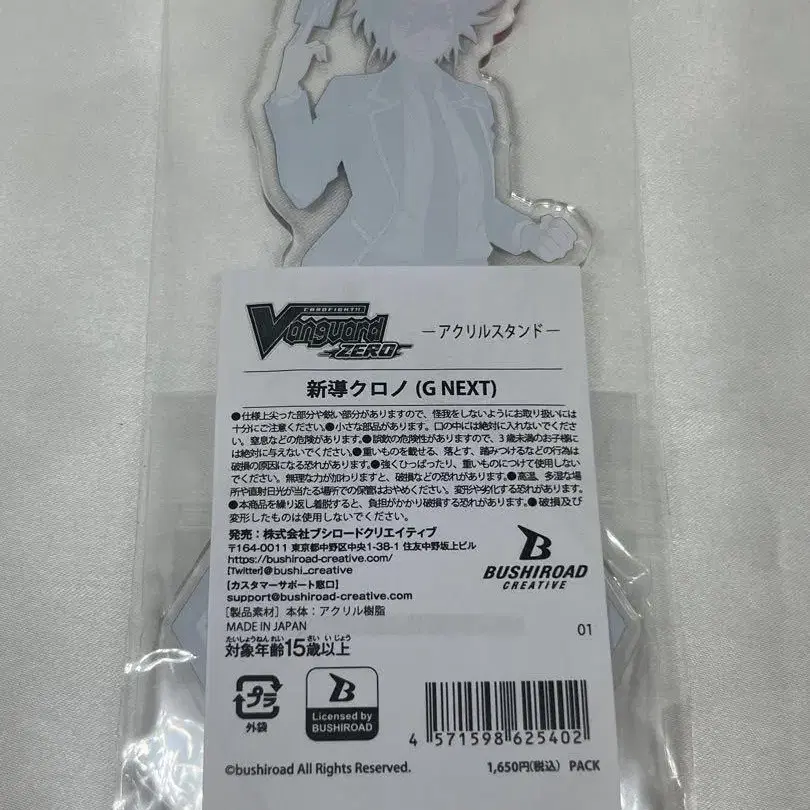 CARDFIGHT!!
Vanguard
ZERO
―アクリルスタンド―
新導クロノ (G NEXT)
●仕様上尖った部分や鋭い部分がありますので、怪我をしないようにお取り扱いには
十分にご注意ください。●小さな部品があります。口の中には絶対に入れないでくださ
い。窒息などの危険があります。●誤飲の危険性がありますので、3歳未満のお子様に
は絶対に与えないでください。●重いものを載せる、落とす、踏みつけるなどの行為は
破損の原因になる恐れがあります。●強くひっぱったり、重いものにつけて使用しない
でください。無理な力が加わりますと、破損などの恐れがあります。●高温、多湿な場
所や直射日光が当たる場所での保管はおやめください。変形や劣化する恐れがあります。
●本商品を繰り返し着脱すると、負担がかかり破損する恐れがあります。●破損及び
変形したものは使用しないでください。
発売：株式会社ブシロードクリエイティブ
〒164-0011 東京都中野区中央1-38-1 住友中野坂上ビル
https://bushiroad-creative.com/
【Twitter】@bushi_creative
【カスタマーサポート窓口】
support@bushiroad-creative.com
BUSHIROAD
CREATIVE
［製品素材］本体：アクリル樹脂
MADE IN JAPAN
01
たいしょうねんれい さい いじょう
対象年齢15歳以上
プラ
外袋
Licensed by
BUSHIROAD
4 571598 625402
©bushiroad All Rights Reserved.
1,650円(税込) PACK